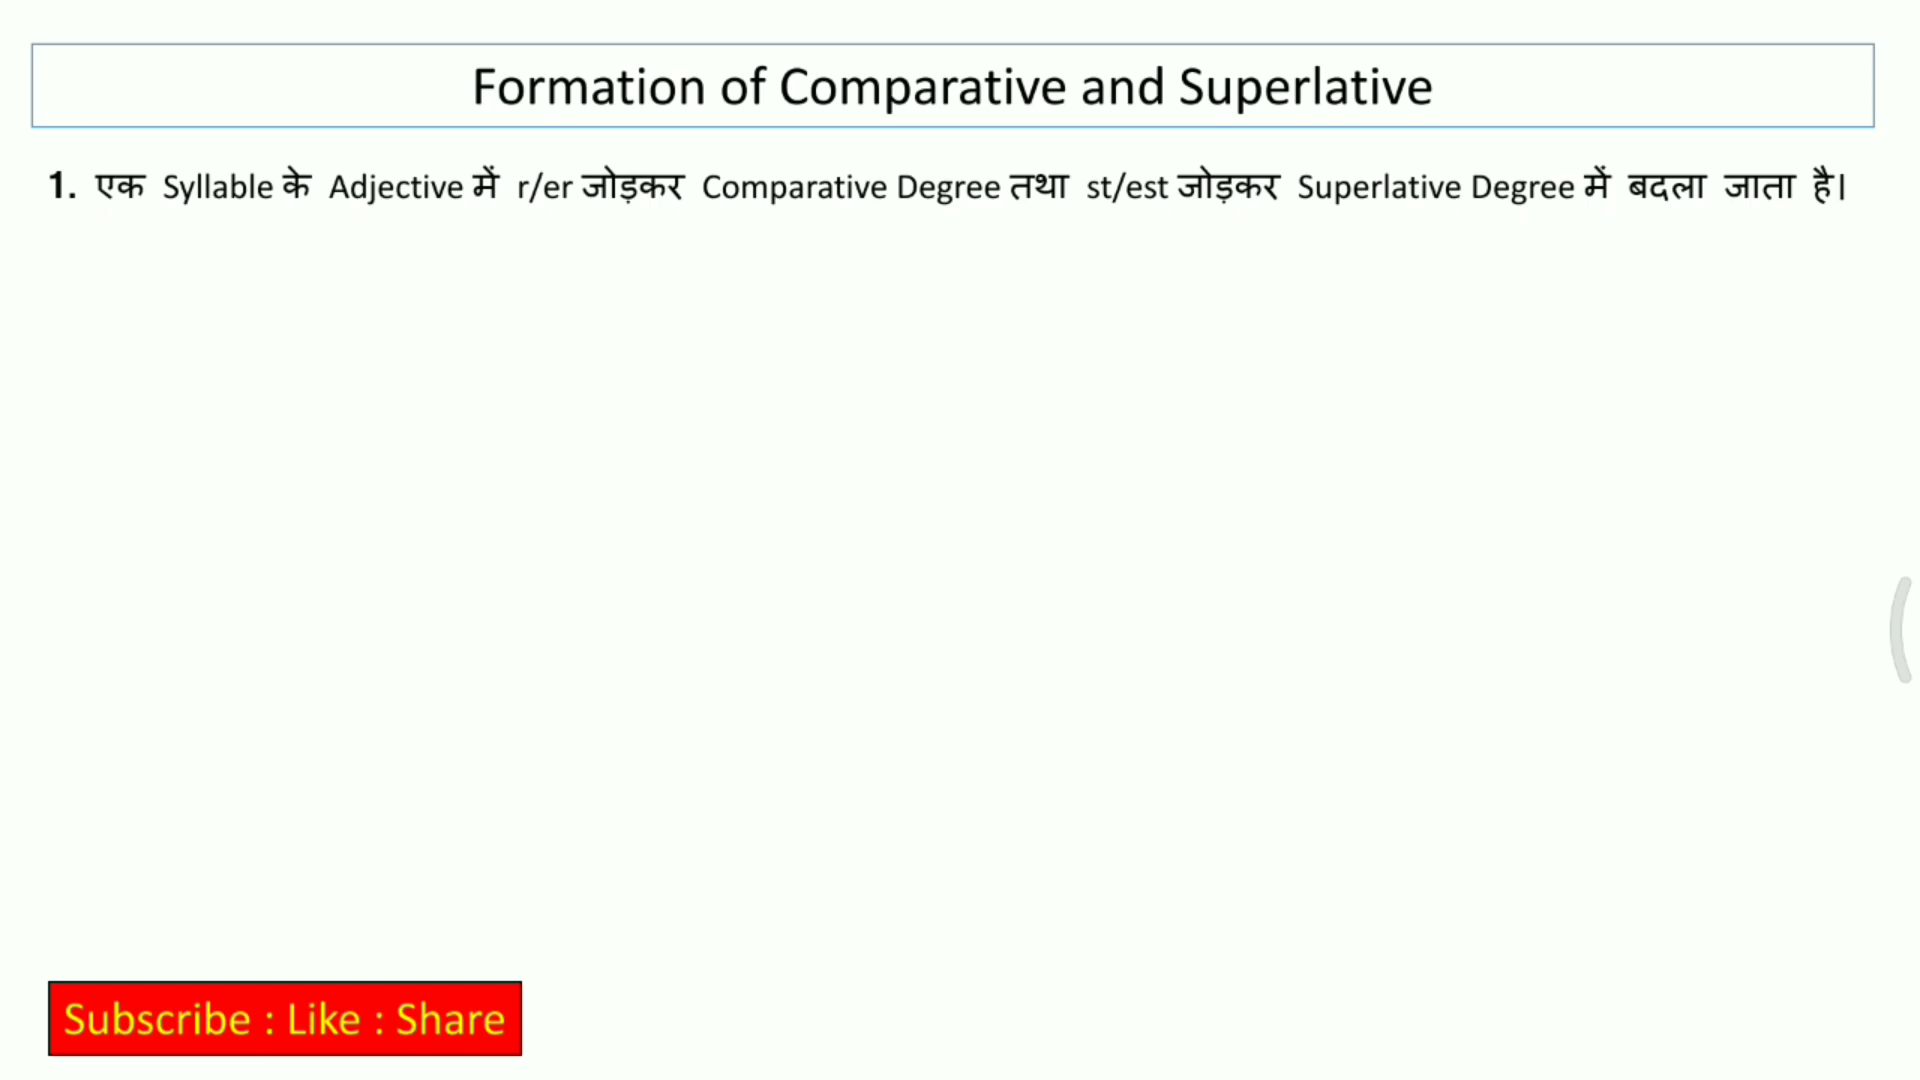 Formation of Comparative and Superlative
1. एक Syllable के Adjective में r/er जोड़कर Comparative Degree तथा st/est जोड़कर Superlative Degree में बदला जाता है।
Subscribe : Like : Share